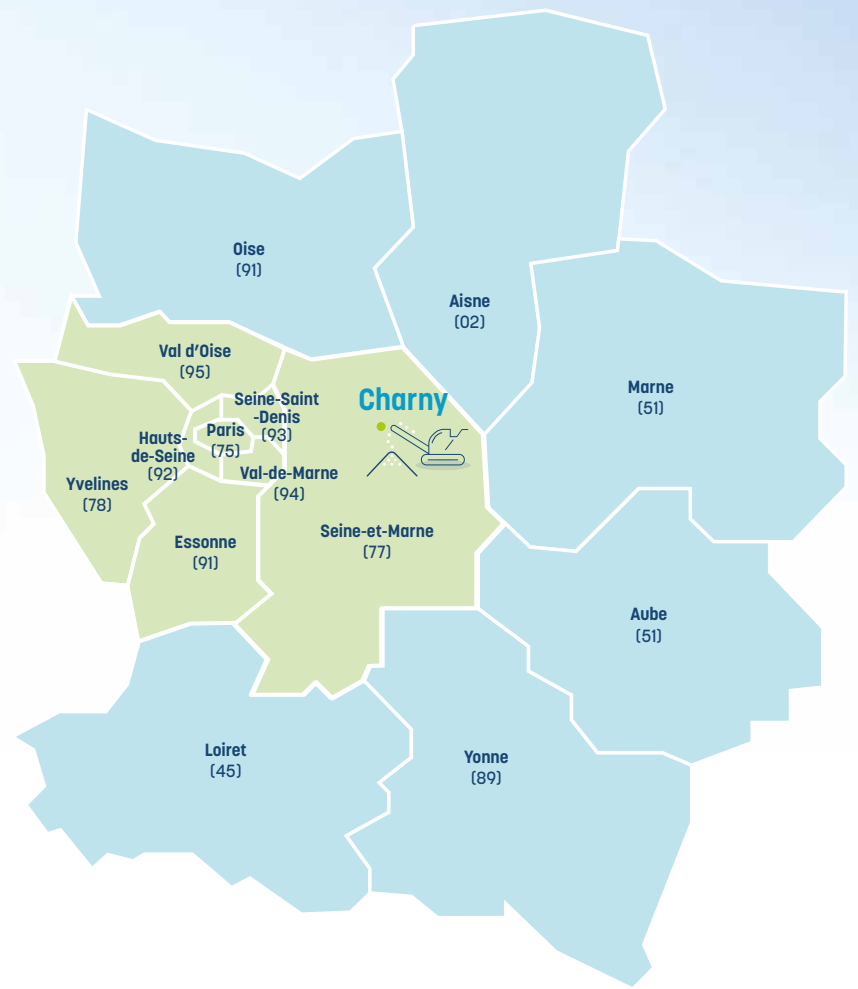 Oise
(91)
Aisne
(02)
Val d'Oise
(95)
Marne
(51)
Charny
Seine-Saint
-Denis
(93)
Paris
(75)
Hauts-
de-Seine
(92)
Val-de-Marne
(94)
Yvelines
(78)
Seine-et-Marne
(77)
Essonne
(91)
Aube
(51)
Loiret
(45)
Yonne
(89)